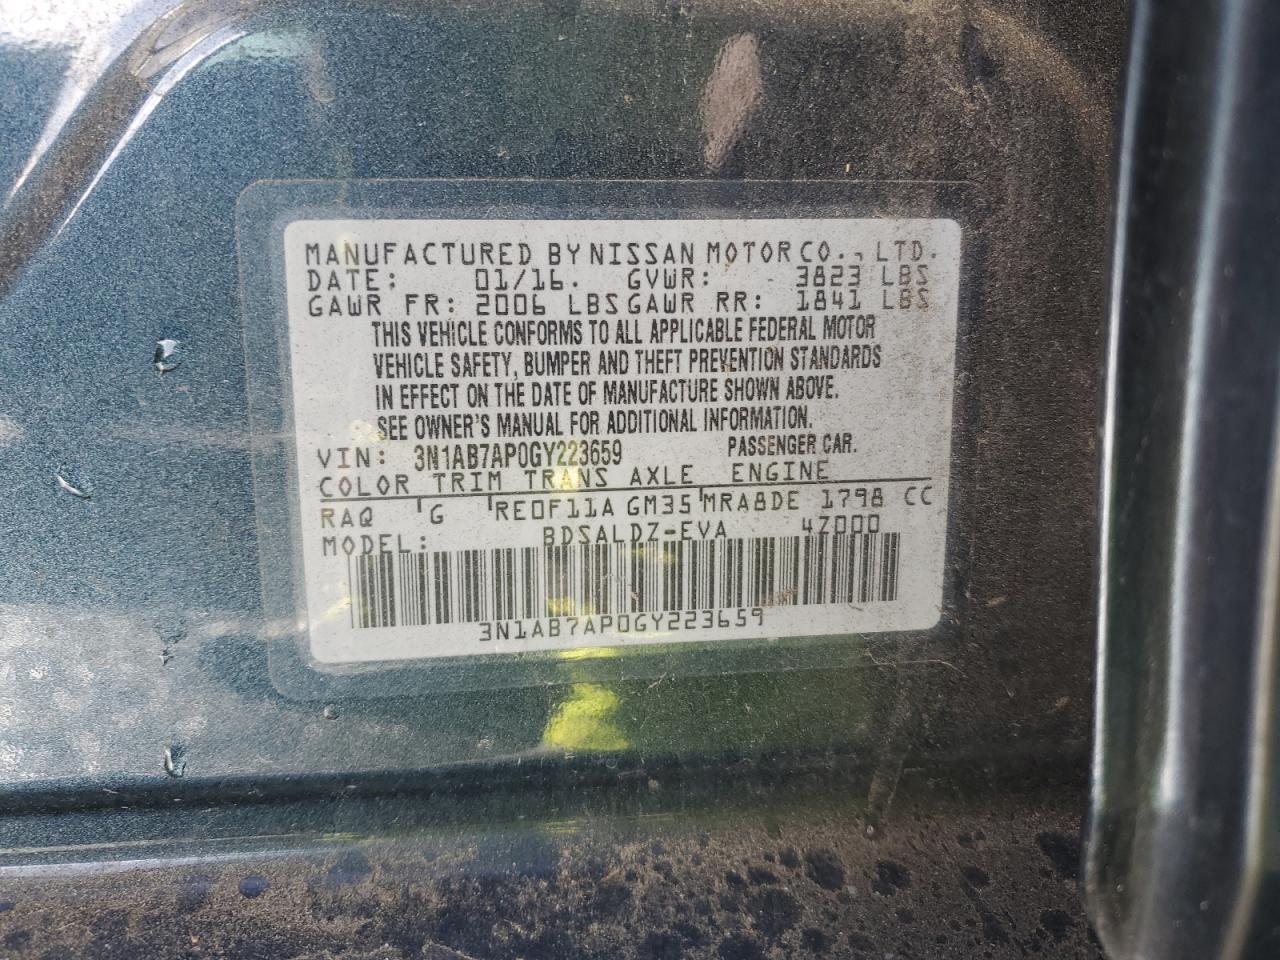 MANUFACTURED BY NISSAN MOTOR CO., LTD.
DATE: 01/16. GVWR: 3823 LBS
GAWR FR: 2006 LBS GAWR RR: 1841 LBS
THIS VEHICLE CONFORMS TO ALL APPLICABLE FEDERAL MOTOR
VEHICLE SAFETY, BUMPER AND THEFT PREVENTION STANDARDS
IN EFFECT ON THE DATE OF MANUFACTURE SHOWN ABOVE.
SEE OWNER'S MANUAL FOR ADDITIONAL INFORMATION.
VIN: 3N1AB7AP0GY223659 PASSENGER CAR.
COLOR TRIM TRANS AXLE ENGINE
RAQ 'G 'RE0F11A GM35'MRA8DE 1798 CC
MODEL: BDSALDZ-EVA 4Z000
3N1AB7AP0GY223659